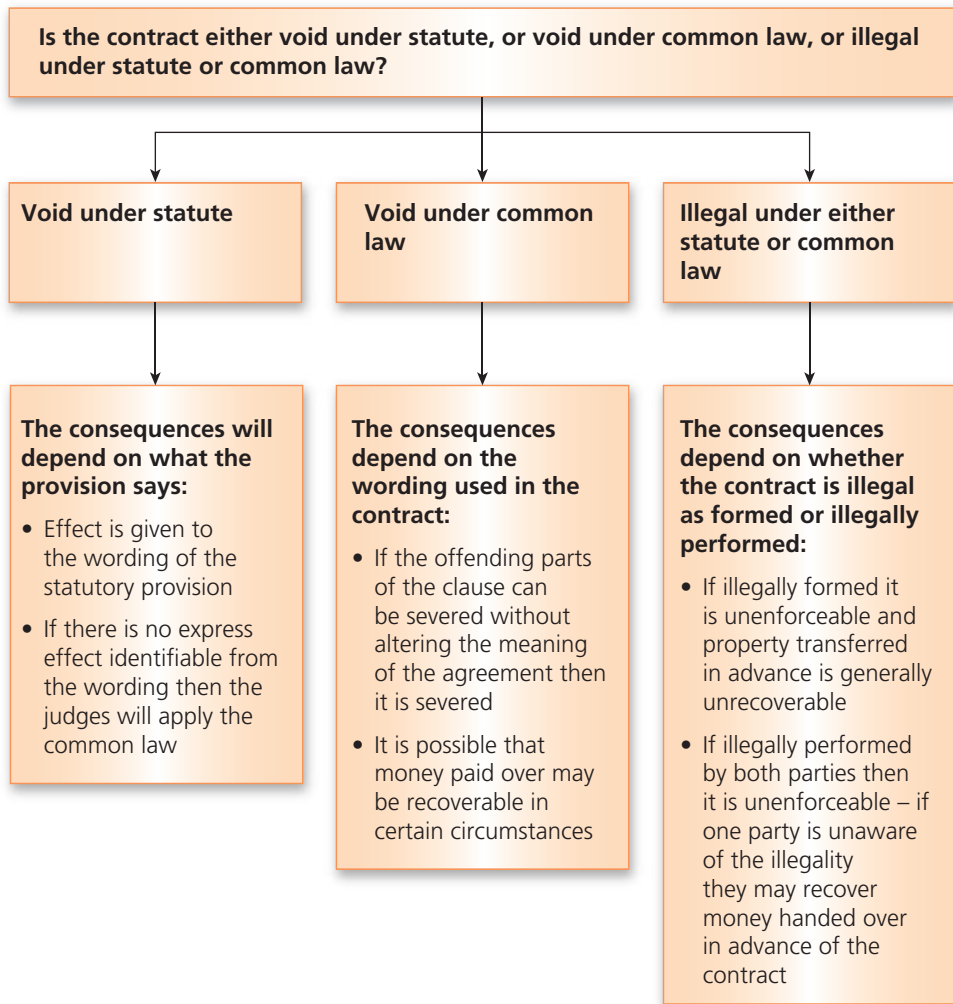 Is the contract either void under statute, or void under common law, or illegal
under statute or common law?
Void under statute
Void under common
law
Illegal under either
statute or common
law
The consequences will
depend on what the
provision says:
• Effect is given to
the wording of the
statutory provision
• If there is no express
effect identifiable from
the wording then the
judges will apply the
common law
The consequences
depend on the
wording used in the
contract:
• If the offending parts
of the clause can
be severed without
altering the meaning
of the agreement then
it is severed
• It is possible that
money paid over may
be recoverable in
certain circumstances
The consequences
depend on whether
the contract is illegal
as formed or illegally
performed:
• If illegally formed it
is unenforceable and
property transferred
in advance is generally
unrecoverable
• If illegally performed
by both parties then
it is unenforceable – if
one party is unaware
of the illegality
they may recover
money handed over
in advance of the
contract